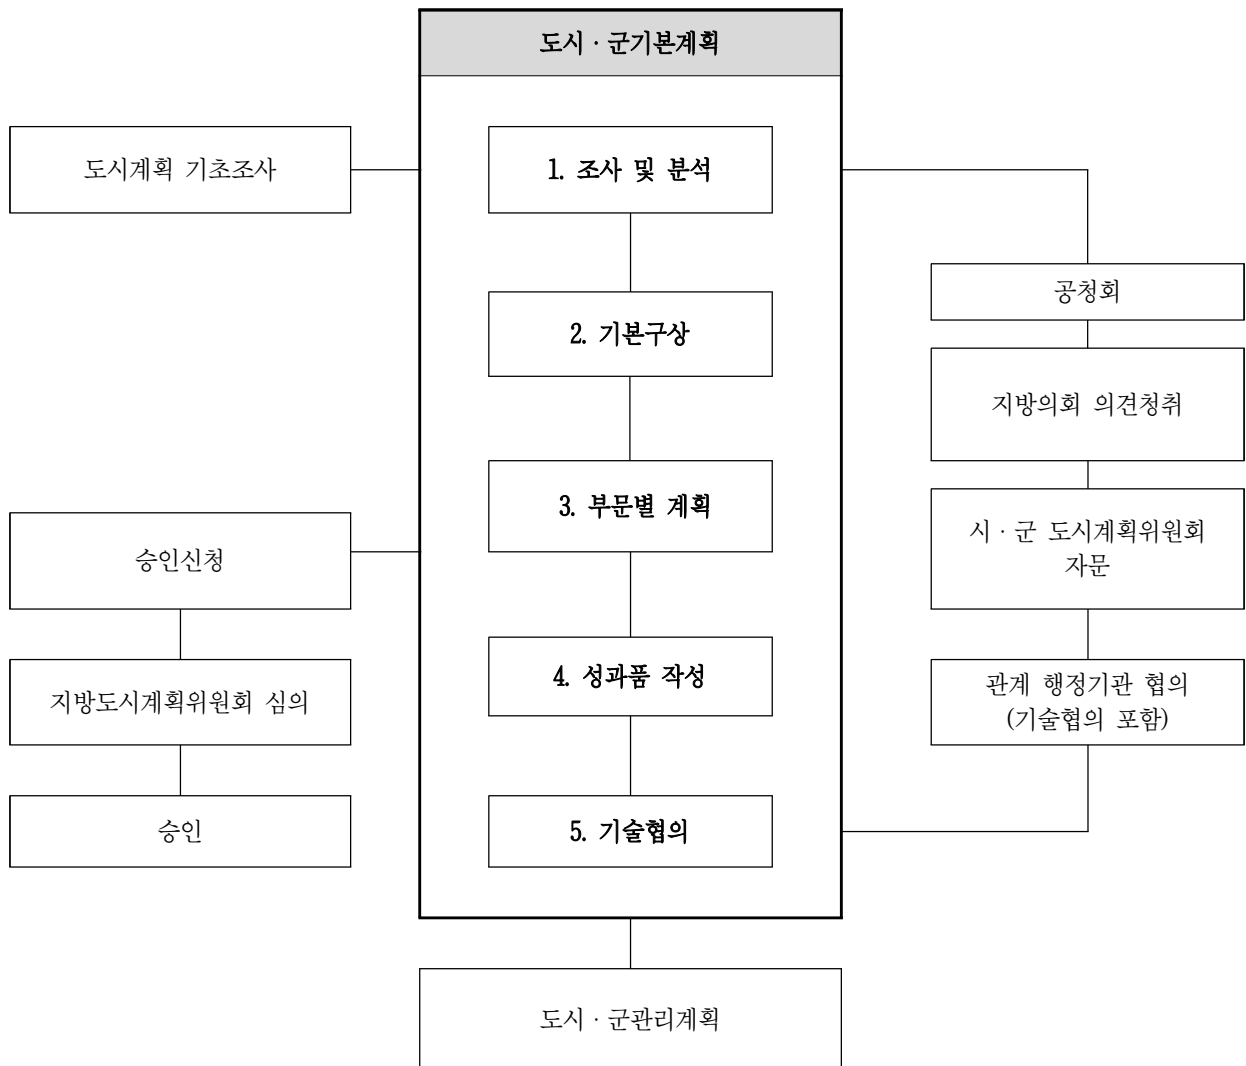 도시 · 군기본계획
도시계획 기초조사
1. 조사 및 분석
공청회
2. 기본구상
지방의회 의견청취
3. 부문별 계획
시 · 군 도시계획위원회
자문
승인신청
4. 성과품 작성
지방도시계획위원회 심의
관계 행정기관 협의
(기술협의 포함)
승인
5. 기술협의
도시 · 군관리계획